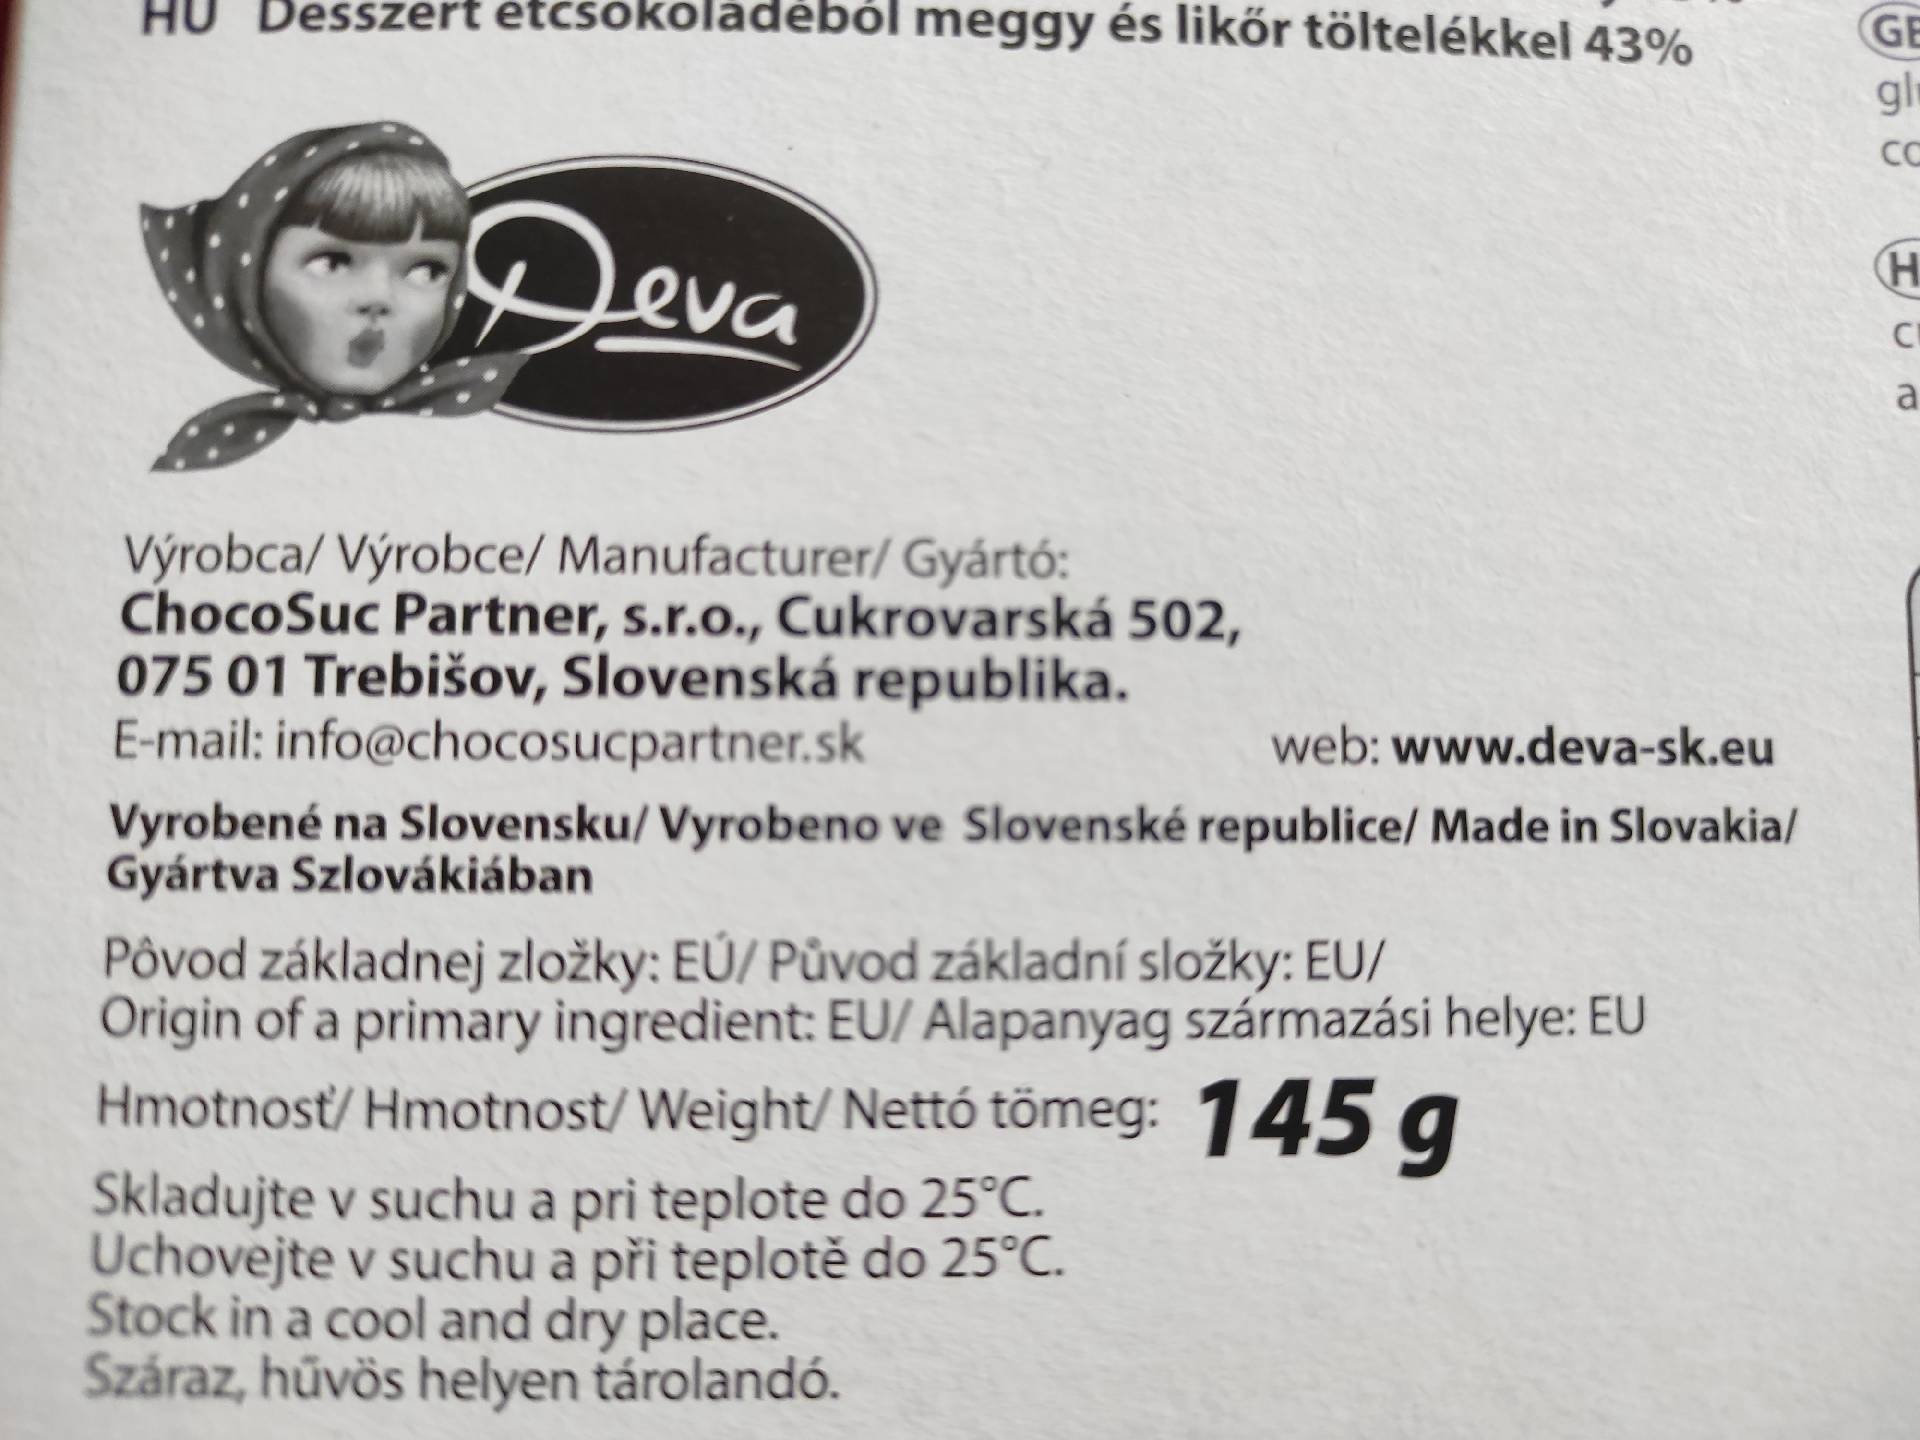 HU Desszert étcsokoládéból meggy és likőr töltelékkel 43%
Deva
Výrobca/ Výrobce/ Manufacturer/ Gyártó:
ChocoSuc Partner, s.r.o., Cukrovarská 502,
075 01 Trebišov, Slovenská republika.
E-mail: info@chocosucpartner.sk web: www.deva-sk.eu
Vyrobené na Slovensku/ Vyrobeno ve Slovenské republice/ Made in Slovakia/
Gyártva Szlovákiában
Pôvod základnej zložky: EÚ/ Původ základní složky: EU/
Origin of a primary ingredient: EU/ Alapanyag származási helye: EU
Hmotnosť/ Hmotnost/ Weight/ Nettó tömeg: 145 g
Skladujte v suchu a pri teplote do 25°C.
Uchovejte v suchu a při teplotě do 25°C.
Stock in a cool and dry place.
Száraz, hűvös helyen tárolandó.